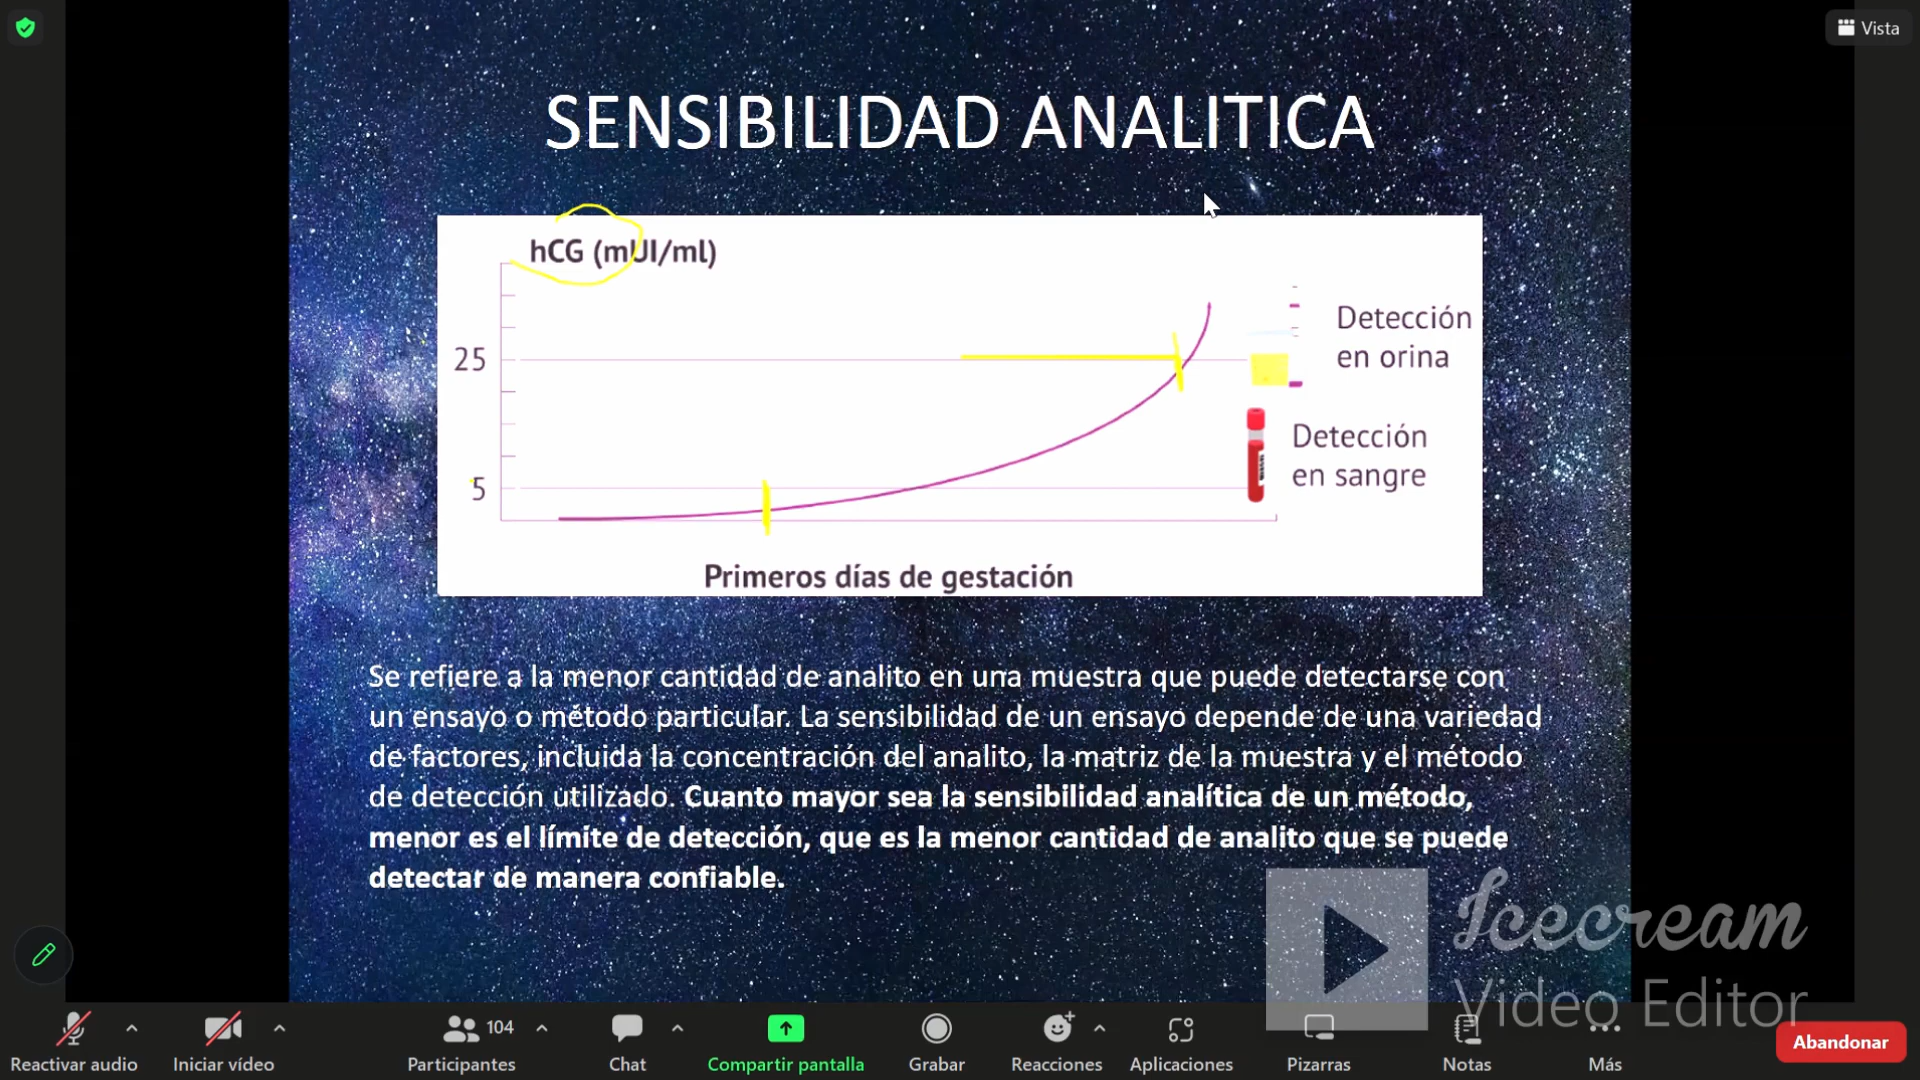 Vista
SENSIBILIDAD ANALITICA
hCG (mUI/ml)
25
5
Detección
en orina
Detección
en sangre
Primeros días de gestación
Se refiere a la menor cantidad de analito en una muestra que puede detectarse con
un ensayo o método particular. La sensibilidad de un ensayo depende de una variedad
de factores, incluida la concentración del analito, la matriz de la muestra y el método
de detección utilizado. Cuanto mayor sea la sensibilidad analítica de un método,
menor es el límite de detección, que es la menor cantidad de analito que se puede
detectar de manera confiable.
Icecream
Video Editor
104
Reactivar audio
Iniciar vídeo
Participantes
Chat
Compartir pantalla
Grabar
Reacciones
Aplicaciones
Pizarras
Notas
Más
Abandonar